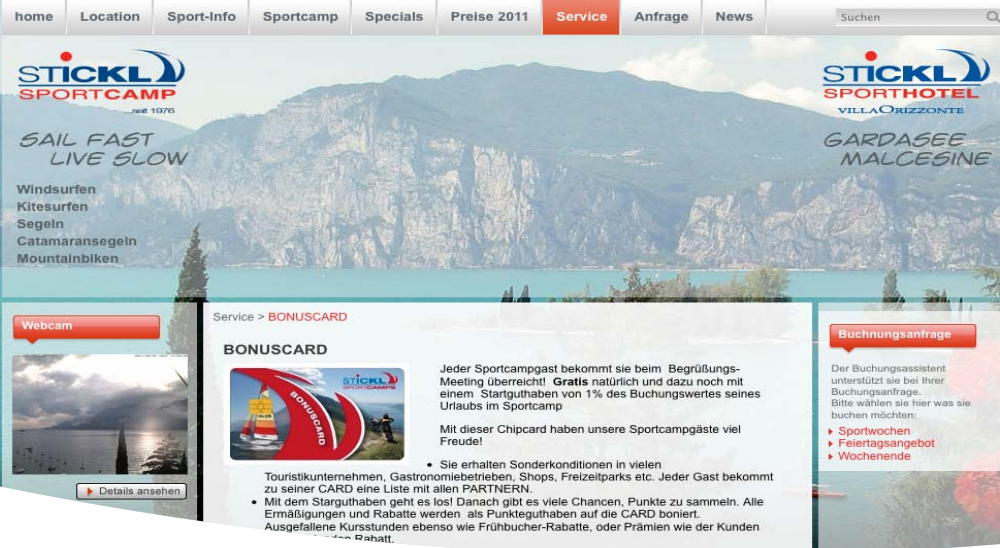 home Location Sport-Info Sportcamp Specials Preise 2011 Service Anfrage News Suchen
STICKL
SPORTCAMP
...seit 1976
SAIL FAST
LIVE SLOW
STICKL
SPORTHOTEL
VILLAORIZZONTE
GARDASEE
MALCESINE
Windsurfen
Kitesurfen
Segeln
Catamaransegeln
Mountainbiken
Webcam
Details ansehen
Service > BONUSCARD
BONUSCARD
STICKL
SPORTCAMPS
BONUSCARD
Jeder Sportcampgast bekommt sie beim Begrüßungs-
Meeting überreicht! Gratis natürlich und dazu noch mit
einem Startguthaben von 1% des Buchungswertes seines
Urlaubs im Sportcamp
Mit dieser Chipcard haben unsere Sportcampgäste viel
Freude!
• Sie erhalten Sonderkonditionen in vielen
Touristikunternehmen, Gastronomiebetrieben, Shops, Freizeitparks etc. Jeder Gast bekommt
zu seiner CARD eine Liste mit allen PARTNERN.
• Mit dem Starguthaben geht es los! Danach gibt es viele Chancen, Punkte zu sammeln. Alle
Ermäßigungen und Rabatte werden als Punkteguthaben auf die CARD boniert.
Ausgefallene Kursstunden ebenso wie Frühbucher-Rabatte, oder Prämien wie der Kunden
Rabatt.
Buchnungsanfrage
Der Buchungsassistent
unterstützt sie bei Ihrer
Buchungsanfrage.
Bitte wählen sie hier was sie
buchen möchten:
Sportwochen
Feiertagsangebot
Wochenende